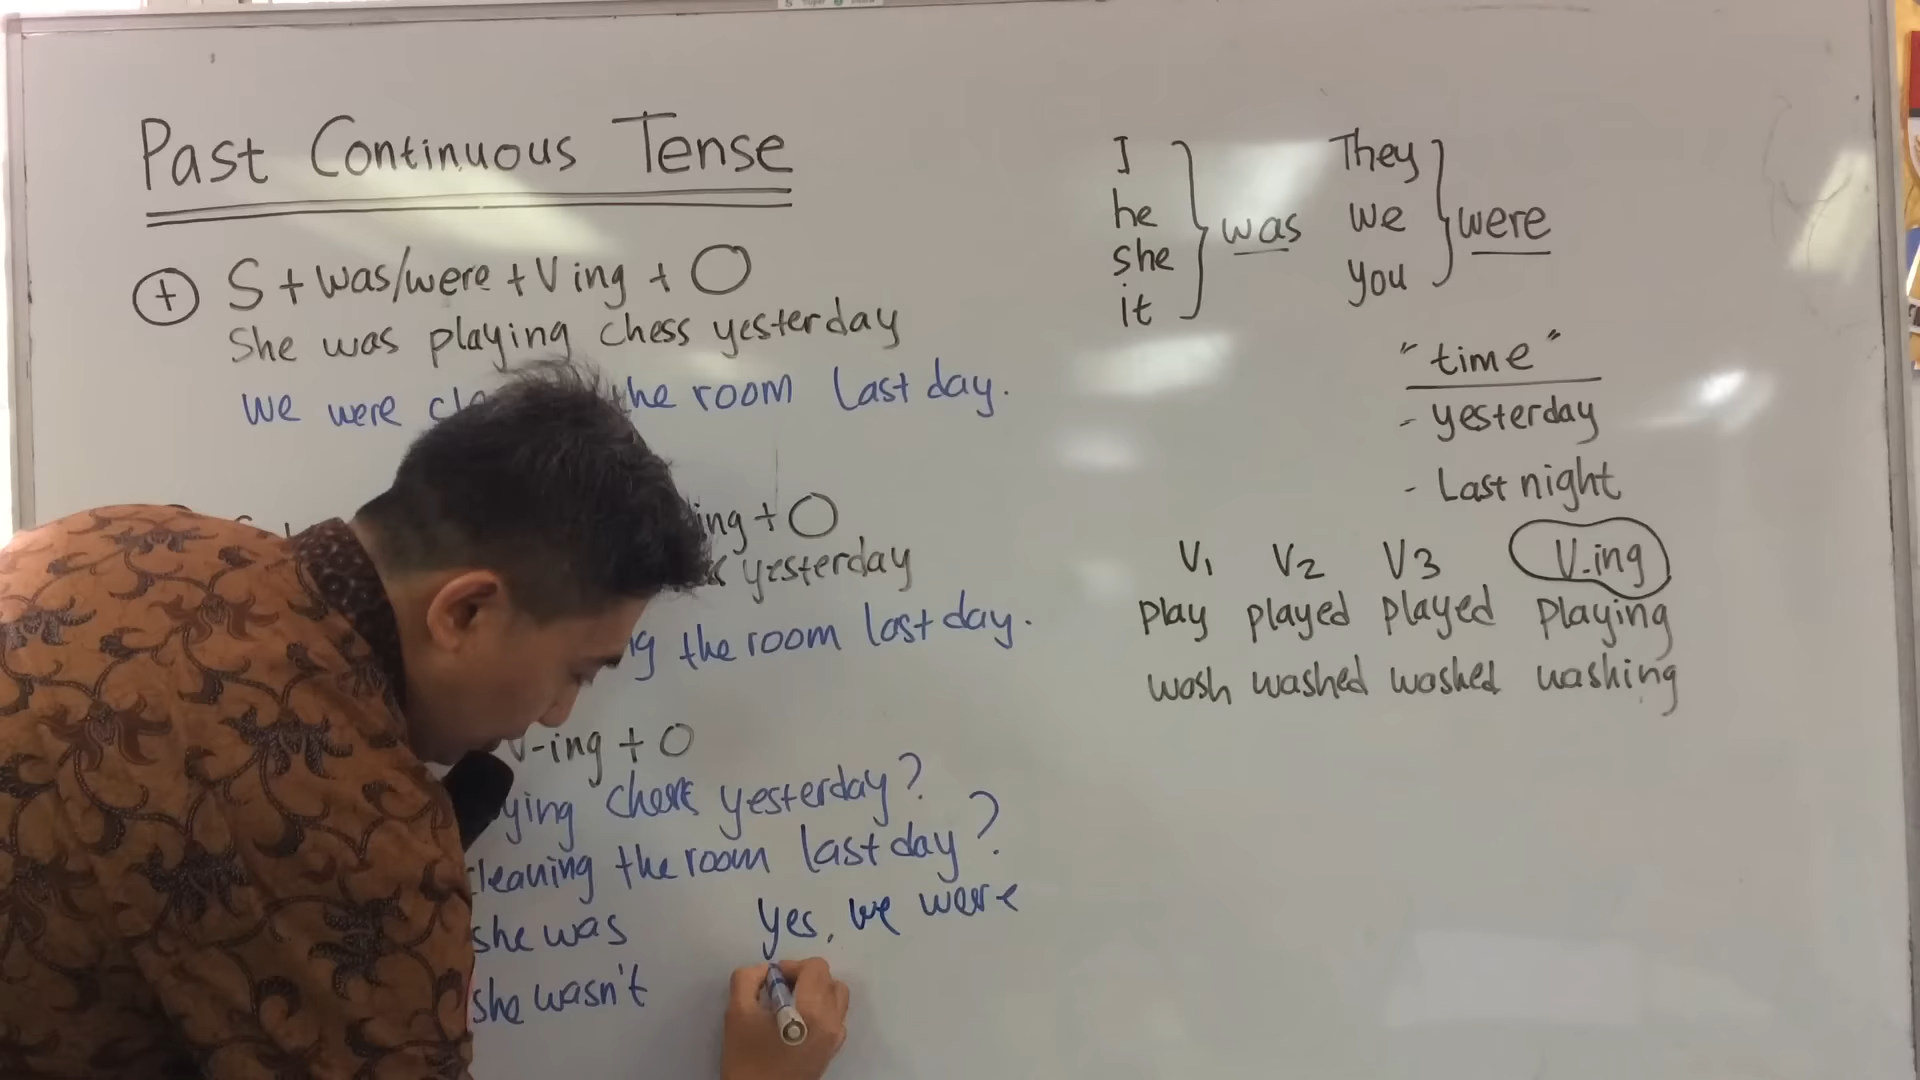 Past Continuous Tense
+ S + was/were + V ing + O
She was playing chess yesterday
We were the room last day.
ing + O
yesterday
the room last day.
V-ing + O
chess yesterday?
cleaning the room last day?
she was
yes, we were
she wasn't
I
he
she
it
was
They
we
you
were
"time"
- yesterday
- Last night
V1 V2 V3 V-ing
play played played playing
wash washed washed washing